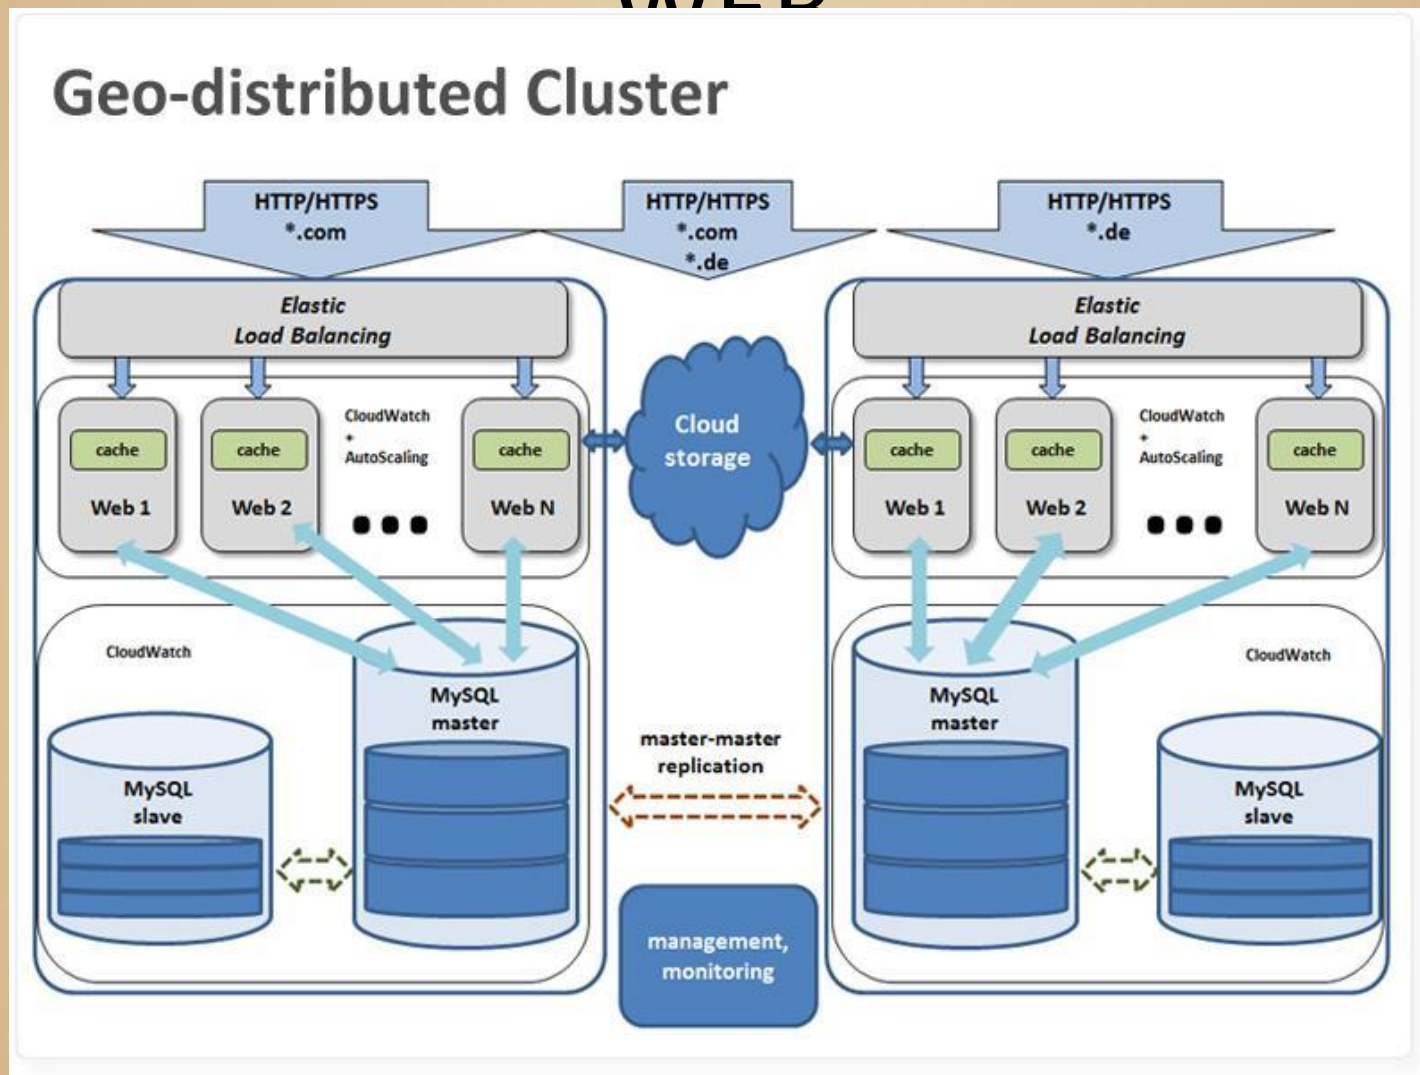 WEB
Geo-distributed Cluster
HTTP/HTTPS
*.com
HTTP/HTTPS
*.com
*.de
HTTP/HTTPS
*.de
Elastic
Load Balancing
cache
Web 1
cache
Web 2
CloudWatch
+
AutoScaling
cache
Web N
Cloud
storage
Elastic
Load Balancing
cache
Web 1
cache
Web 2
CloudWatch
+
AutoScaling
cache
Web N
CloudWatch
MySQL
master
MySQL
slave
master-master
replication
management,
monitoring
MySQL
master
CloudWatch
MySQL
slave